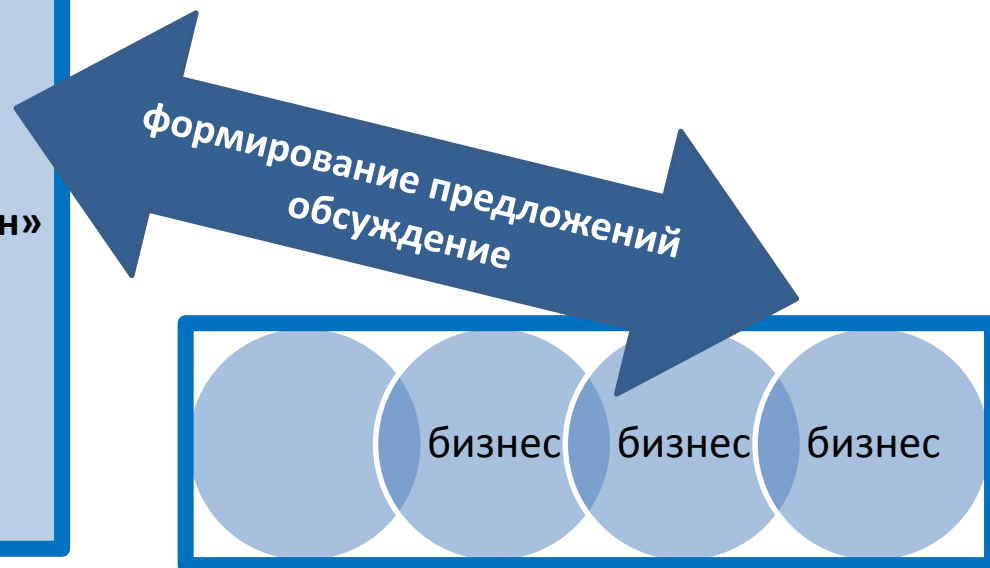 формирование предложений
обсуждение
н»
бизнес бизнес бизнес